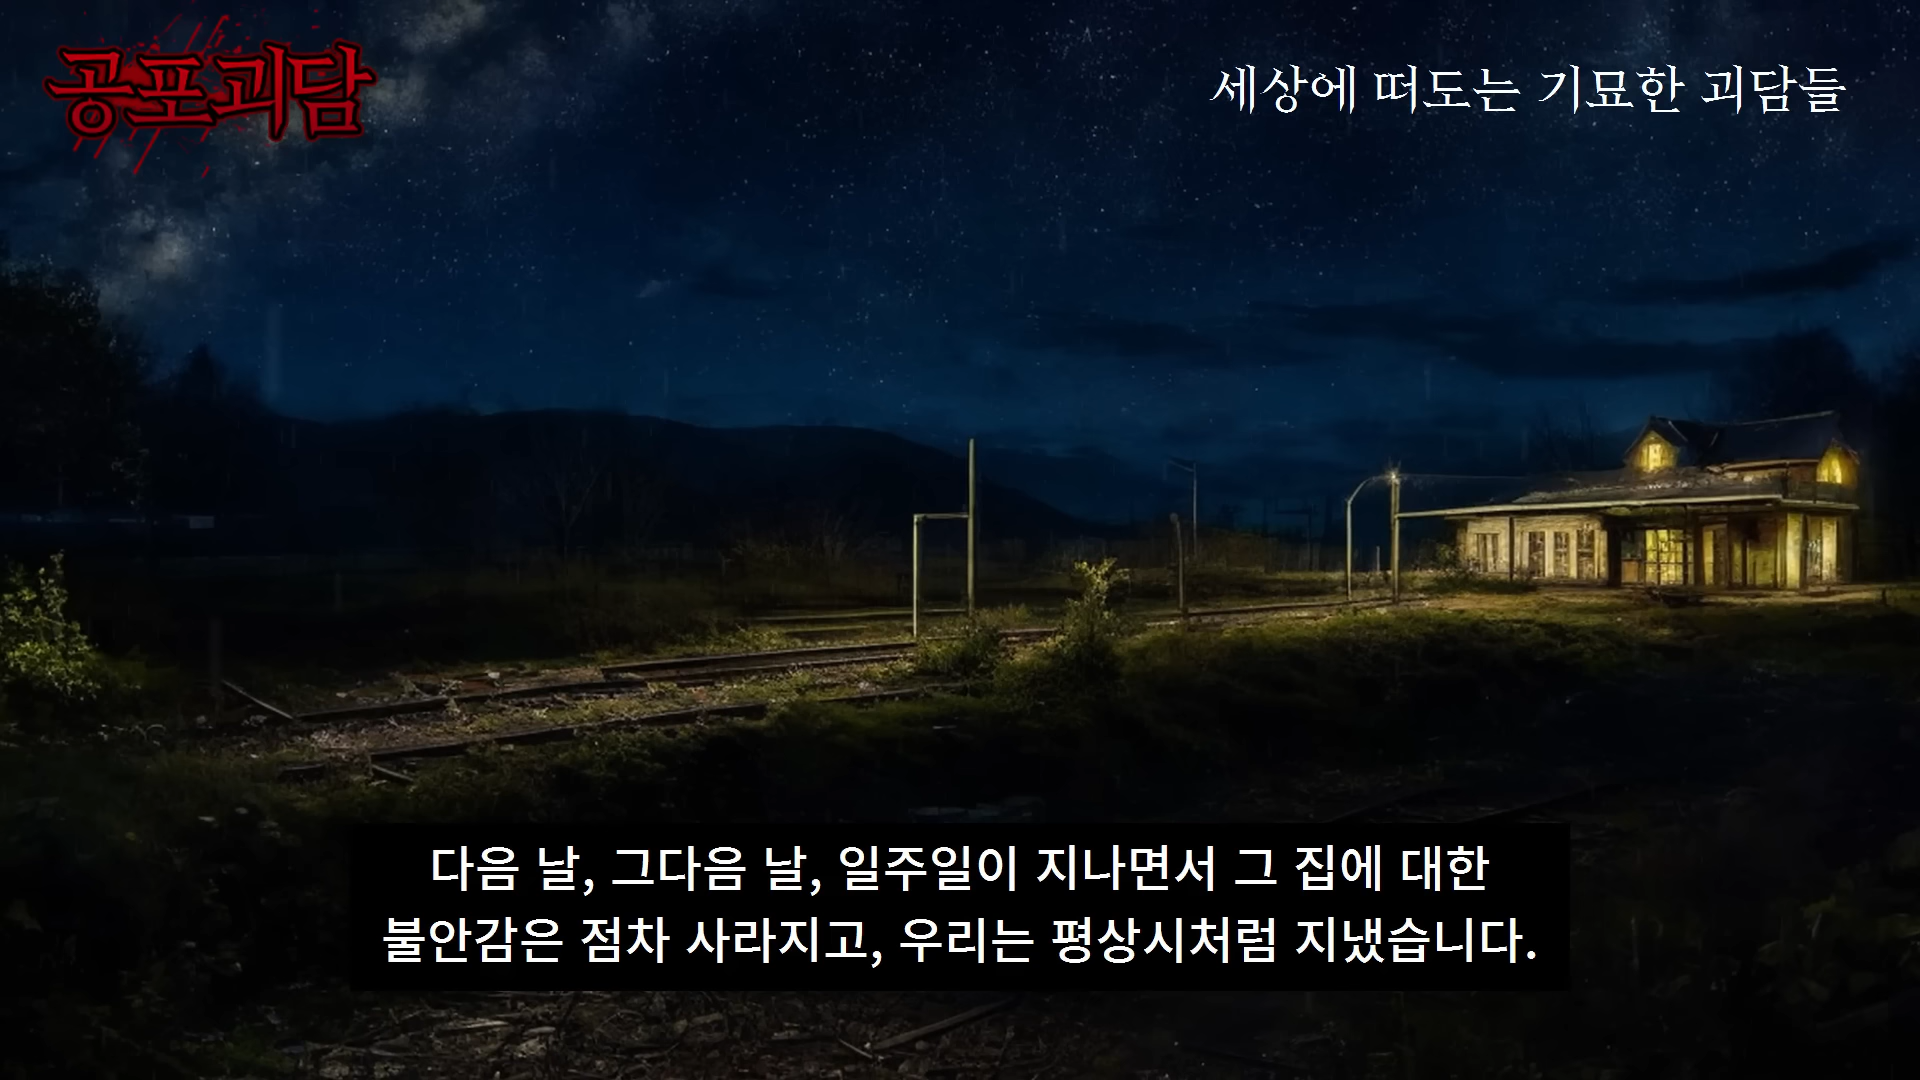 공포괴담
세상에 떠도는 기묘한 괴담들
다음 날, 그다음 날, 일주일이 지나면서 그 집에 대한
불안감은 점차 사라지고, 우리는 평상시처럼 지냈습니다.